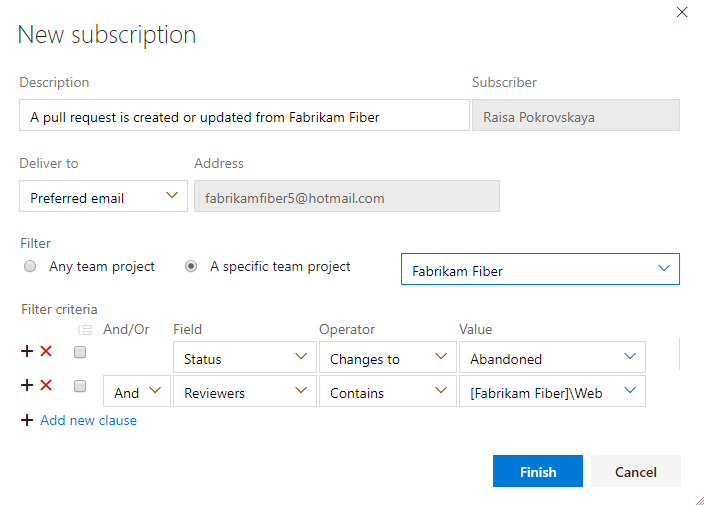 New subscription
Description Subscriber
A pull request is created or updated from Fabrikam Fiber Raisa Pokrovskaya
Deliver to Address
Preferred email fabrikamfiber5@hotmail.com
Filter
Any team project A specific team project Fabrikam Fiber
Filter criteria
And/Or Field Operator Value
Status Changes to Abandoned
And Reviewers Contains [Fabrikam Fiber]\Web
Add new clause
Finish Cancel